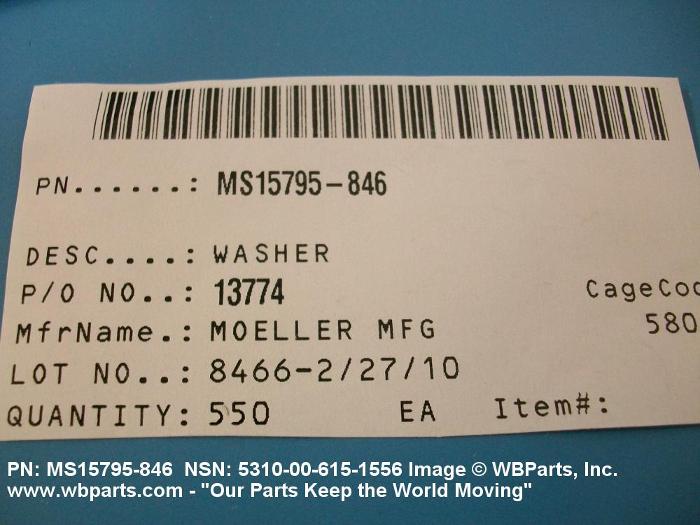 PN......: MS15795-846
DESC....: WASHER
P/O NO..: 13774
CageCod
MfrName.: MOELLER MFG
580
LOT NO..: 8466-2/27/10
QUANTITY: 550 EA Item#:
PN: MS15795-846 NSN: 5310-00-615-1556 Image © WBParts, Inc.
www.wbparts.com - "Our Parts Keep the World Moving"